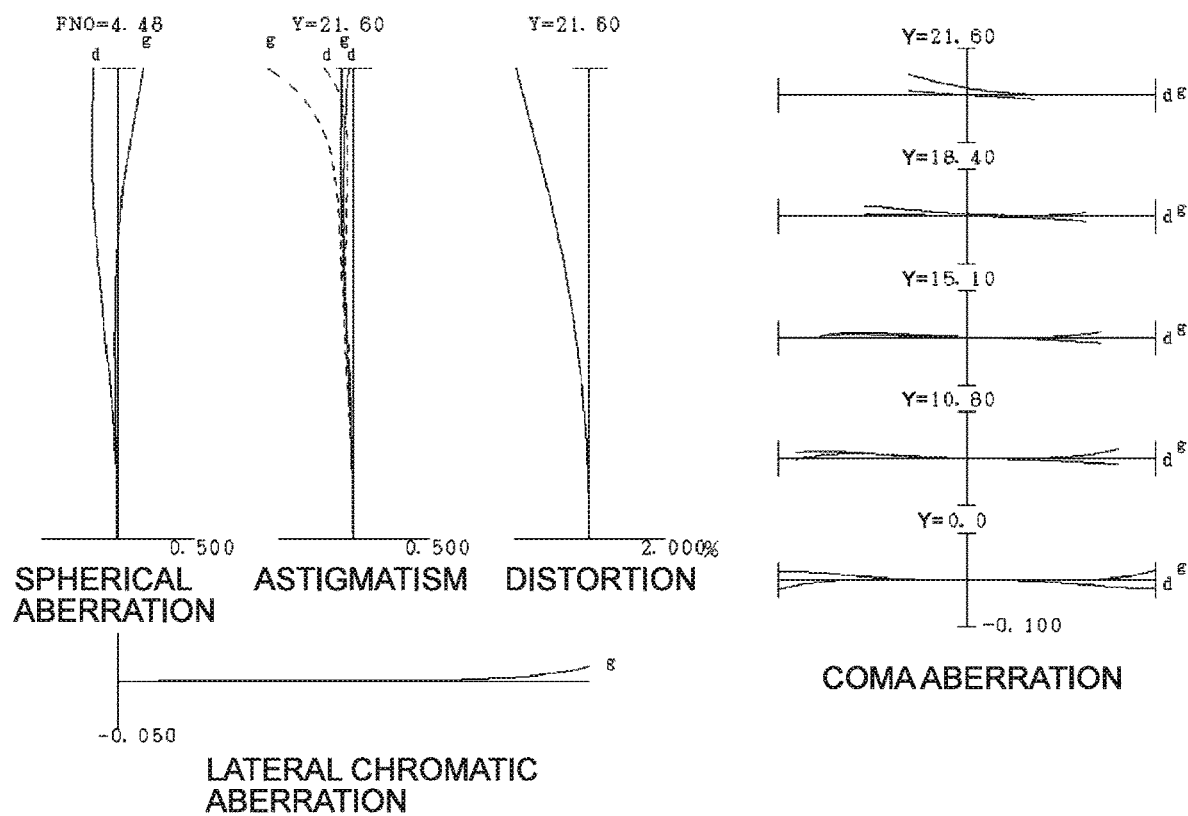 FNO=4.48
g
d
SPHERICAL
ABERRATION
0.500
Y=21.60
g
g
d d
0.500
ASTIGMATISM
Y=21.60
2.000%
DISTORTION
g
-0.050
LATERAL CHROMATIC
ABERRATION
Y=21.60
d g
Y=18.40
d g
Y=15.10
d g
Y=10.80
d g
Y=0.0
d g
-0.100
COMA ABERRATION